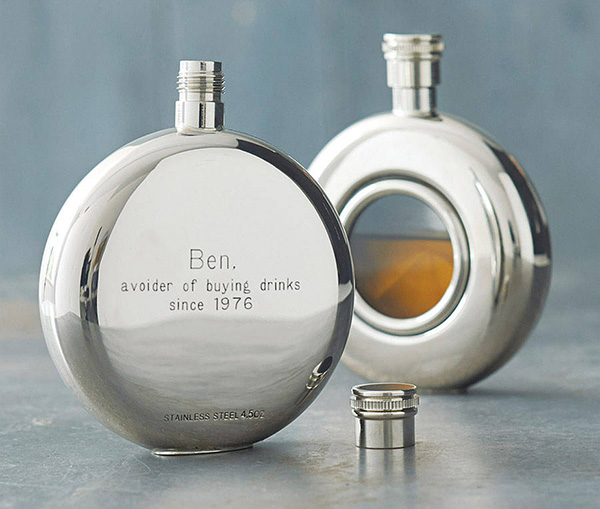 Ben.
avoider of buying drinks
since 1976
STAINLESS STEEL 4.5OZ